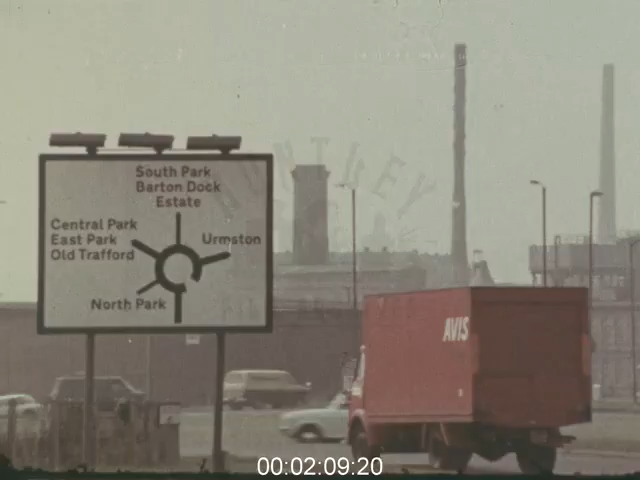 South Park
Barton Dock
Estate
Central Park
East Park
Old Trafford
Urmston
North Park
AVIS
HUNTLEY
00:02:09:20